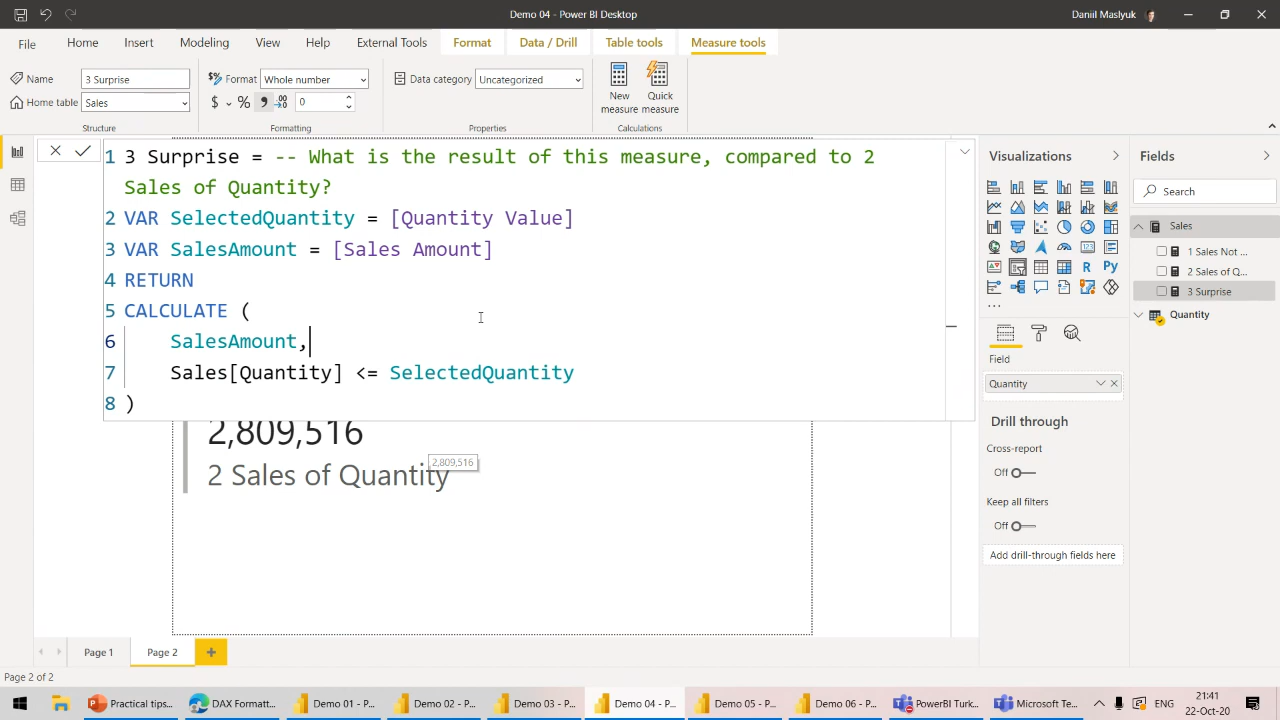 Demo 04 - Power BI Desktop
Daniil Maslyuk
File Home Insert Modeling View Help External Tools Format Data / Drill Table tools Measure tools
Name 3 Surprise
Home table Sales
Structure
Format Whole number
$ % 9 .00 0
Formatting
Data category Uncategorized
Properties
New measure
Quick measure
Calculations
1 3 Surprise = -- What is the result of this measure, compared to 2
Sales of Quantity?
2 VAR SelectedQuantity = [Quantity Value]
3 VAR SalesAmount = [Sales Amount]
4 RETURN
5 CALCULATE (
6 SalesAmount,
7 Sales[Quantity] <= SelectedQuantity
8 )
2,809,516
2,809,516
2 Sales of Quantity
Visualizations
R Py
...
Field
Quantity
Drill through
Cross-report
Off
Keep all filters
Off
Add drill-through fields here
Fields
Search
Sales
1 Sales Not ...
2 Sales of Q...
3 Surprise
Quantity
Page 1 Page 2 +
Page 2 of 2
Practical tips... DAX Formatt... Demo 01 - P... Demo 02 - P... Demo 03 - P... Demo 04 - P... Demo 05 - P... Demo 06 - P... PowerBI Turk... Microsoft Te...
21:41
22-Oct-20